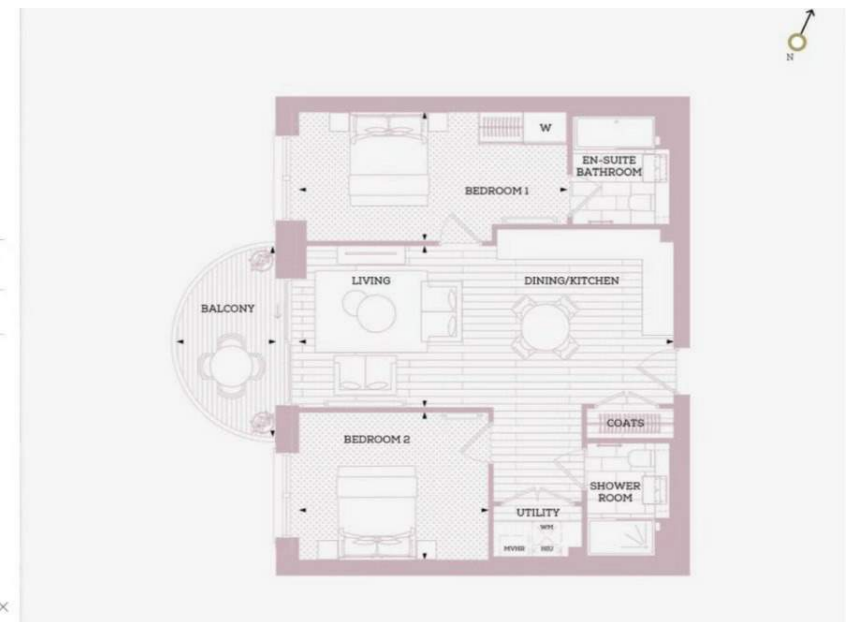 N
W
EN-SUITE
BATHROOM
BEDROOM 1
LIVING
DINING/KITCHEN
BALCONY
COATS
BEDROOM 2
SHOWER
ROOM
UTILITY
WM
MVHR
HIU